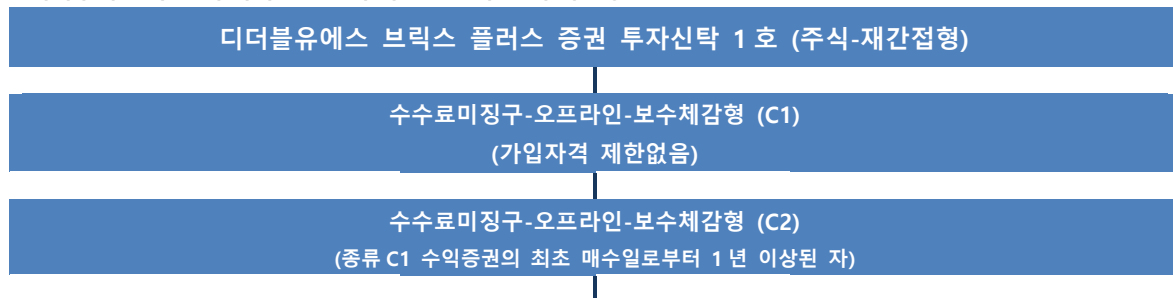 디더블유에스 브릭스 플러스 증권 투자신탁 1호 (주식-재간접형)
수수료미징구-오프라인-보수체감형 (C1)
(가입자격 제한없음)
수수료미징구-오프라인-보수체감형 (C2)
(종류C1 수익증권의 최초 매수일로부터 1년 이상된 자)